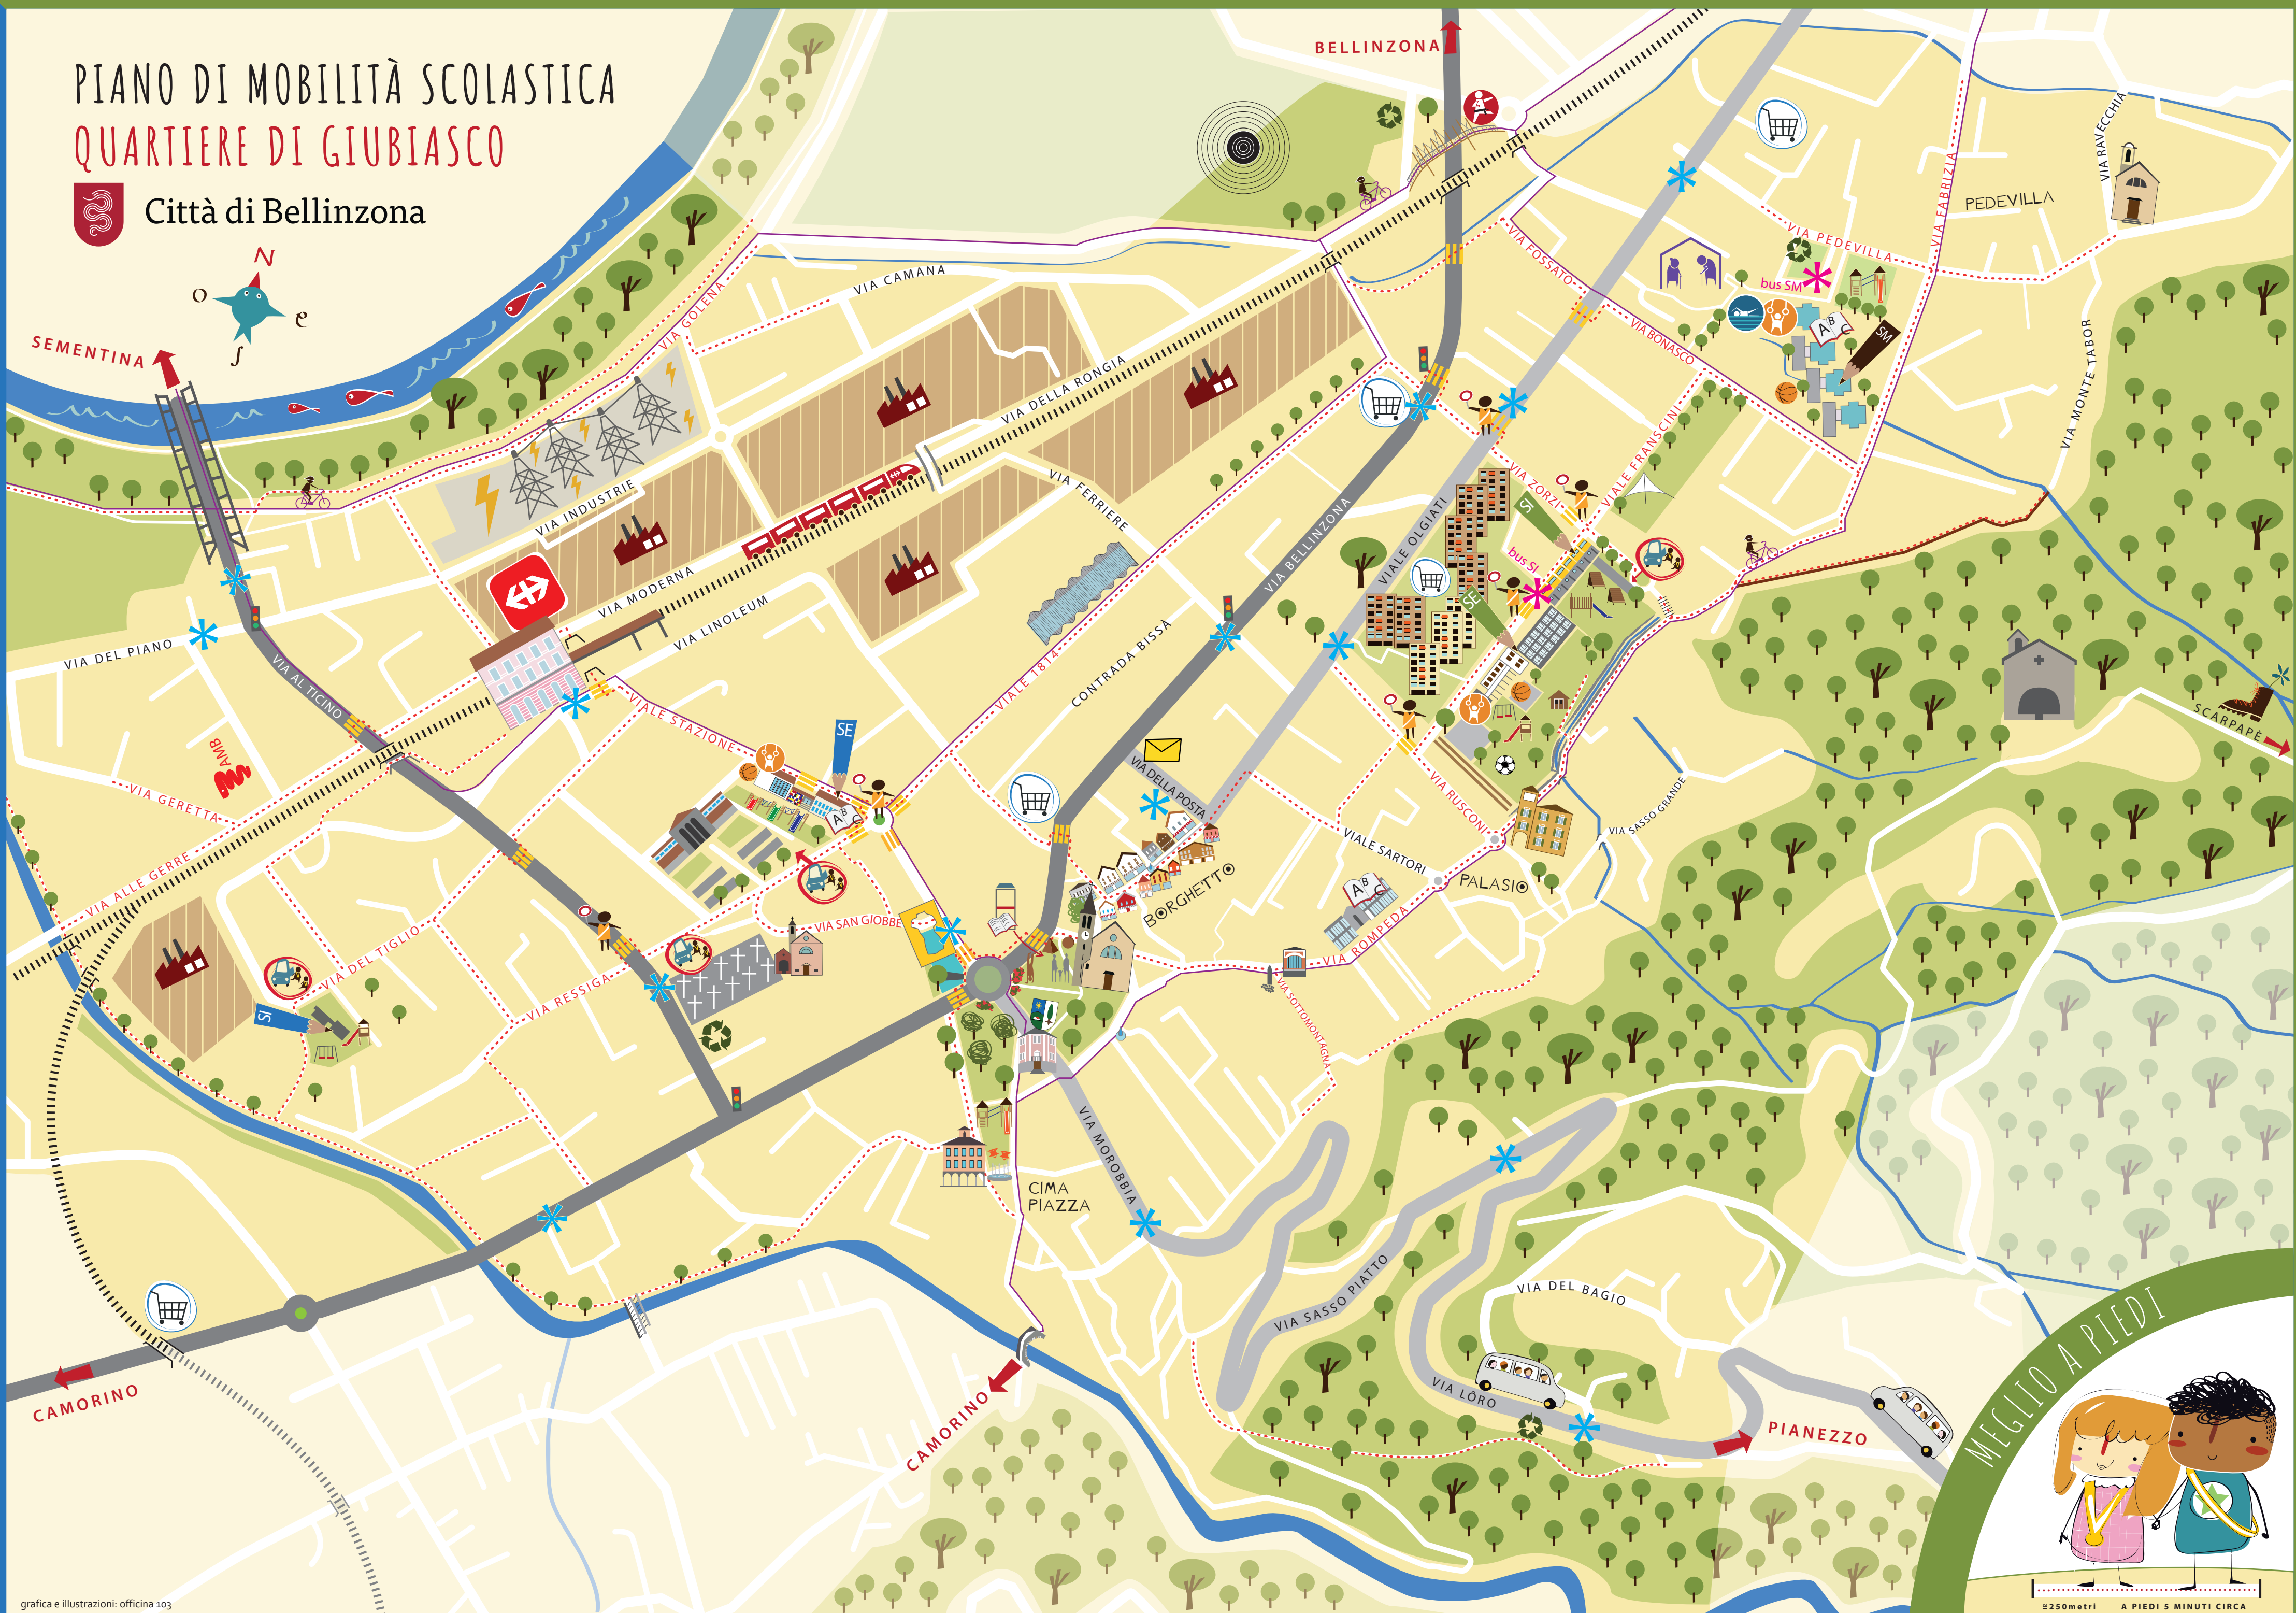 PIANO DI MOBILITÀ SCOLASTICA
QUARTIERE DI GIUBIASCO
Città di Bellinzona
N
O
E
S
SEMENTINA
BELLINZONA
VIA RAVECCHIA
VIA FABRIZIA
PEDEVILLA
VIA PEDEVILLA
VIA FOSSATO
bus SM
VIA BONASCO
A B C
SM
VIA CAMANA
VIA GOLENA
VIA DELLA RONGIA
VIA MONTE TABOR
VIALE FRANSCINI
VIA ZORZI
SI
VIA INDUSTRIE
VIA FERRIERE
VIA BELLINZONA
VIALE OLGIATI
bus SI
SE
VIA MODERNA
VIA LINOLEUM
VIA DEL PIANO
VIA AL TICINO
VIALE 1814
CONTRADA BISSA
VIALE STAZIONE
SE
A B C
AMB
VIA GERETTA
VIA DELLA POSTA
VIA RUSCONI
VIA SASSO GRANDE
SCARPAPÈ
VIALE SARTORI
PALASIO
BORGHETTO
A B C
VIA ALLE GERRE
VIA DEL TIGLIO
VIA SAN GIOBBE
VIA RESSIGA
VIA ROMPEDA
VIA SOTTOMONTAGNA
SI
VIA MOROBBIA
CIMA
PIAZZA
VIA SASSO PIATTO
VIA DEL BAGIO
VIA LÔRO
PIANEZZO
CAMORINO
CAMORINO
MEGLIO A PIEDI
≅250metri A PIEDI 5 MINUTI CIRCA
grafica e illustrazioni: officina 103